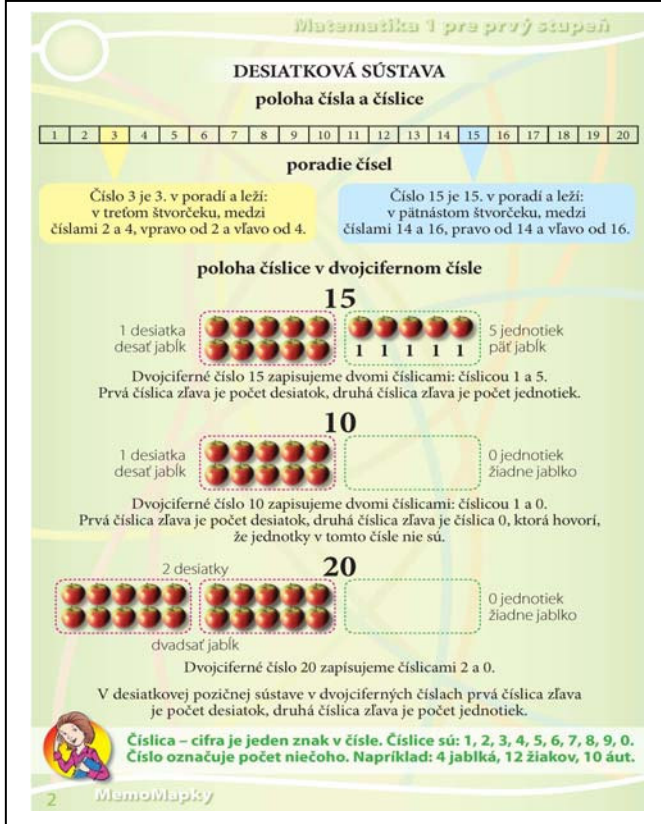 Matematika 1 pre prvý stupeň
DESIATKOVÁ SÚSTAVA
poloha čísla a číslice
1 2 3 4 5 6 7 8 9 10 11 12 13 14 15 16 17 18 19 20
poradie čísel
Číslo 3 je 3. v poradí a leží:
v treťom štvorčeku, medzi
číslami 2 a 4, vpravo od 2 a vľavo od 4.
Číslo 15 je 15. v poradí a leží:
v pätnástom štvorčeku, medzi
číslami 14 a 16, pravo od 14 a vľavo od 16.
poloha číslice v dvojcifernom čísle
15
1 desiatka
desať jabĺk
1 1 1 1 1
5 jednotiek
päť jabĺk
Dvojciferné číslo 15 zapisujeme dvomi číslicami: číslicou 1 a 5.
Prvá číslica zľava je počet desiatok, druhá číslica zľava je počet jednotiek.
10
1 desiatka
desať jabĺk
0 jednotiek
žiadne jablko
Dvojciferné číslo 10 zapisujeme dvomi číslicami: číslicou 1 a 0.
Prvá číslica zľava je počet desiatok, druhá číslica zľava je číslica 0, ktorá hovorí,
že jednotky v tomto čísle nie sú.
20
2 desiatky
dvadsať jabĺk
0 jednotiek
žiadne jablko
Dvojciferné číslo 20 zapísujeme číslicami 2 a 0.
V desiatkovej pozičnej sústave v dvojciferných číslach prvá číslica zľava
je počet desiatok, druhá číslica zľava je počet jednotiek.
Číslica – cifra je jeden znak v čísle. Číslice sú: 1, 2, 3, 4, 5, 6, 7, 8, 9, 0.
Číslo označuje počet niečoho. Napríklad: 4 jablká, 12 žiakov, 10 áut.
2 MemoMapky